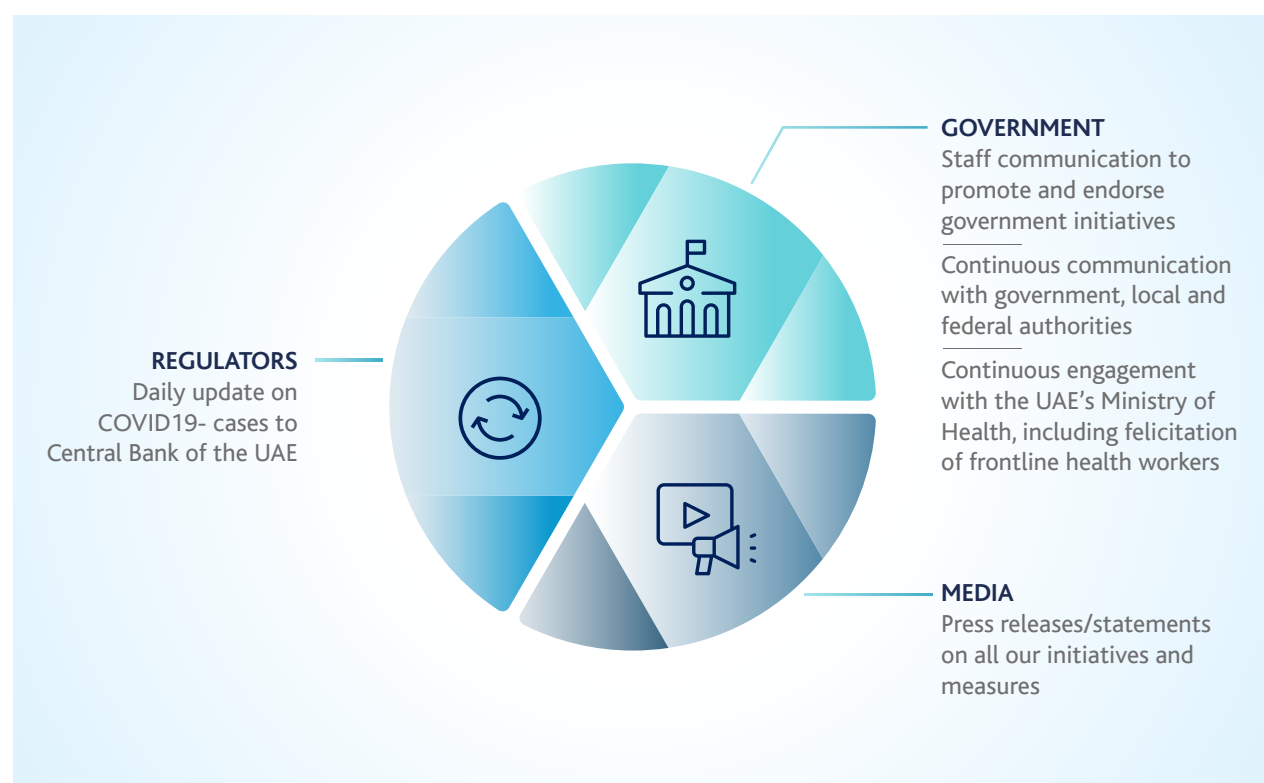 GOVERNMENT
Staff communication to
promote and endorse
government initiatives
Continuous communication
with government, local and
federal authorities
Continuous engagement
with the UAE’s Ministry of
Health, including felicitation
of frontline health workers
REGULATORS
Daily update on
COVID19- cases to
Central Bank of the UAE
MEDIA
Press releases/statements
on all our initiatives and
measures